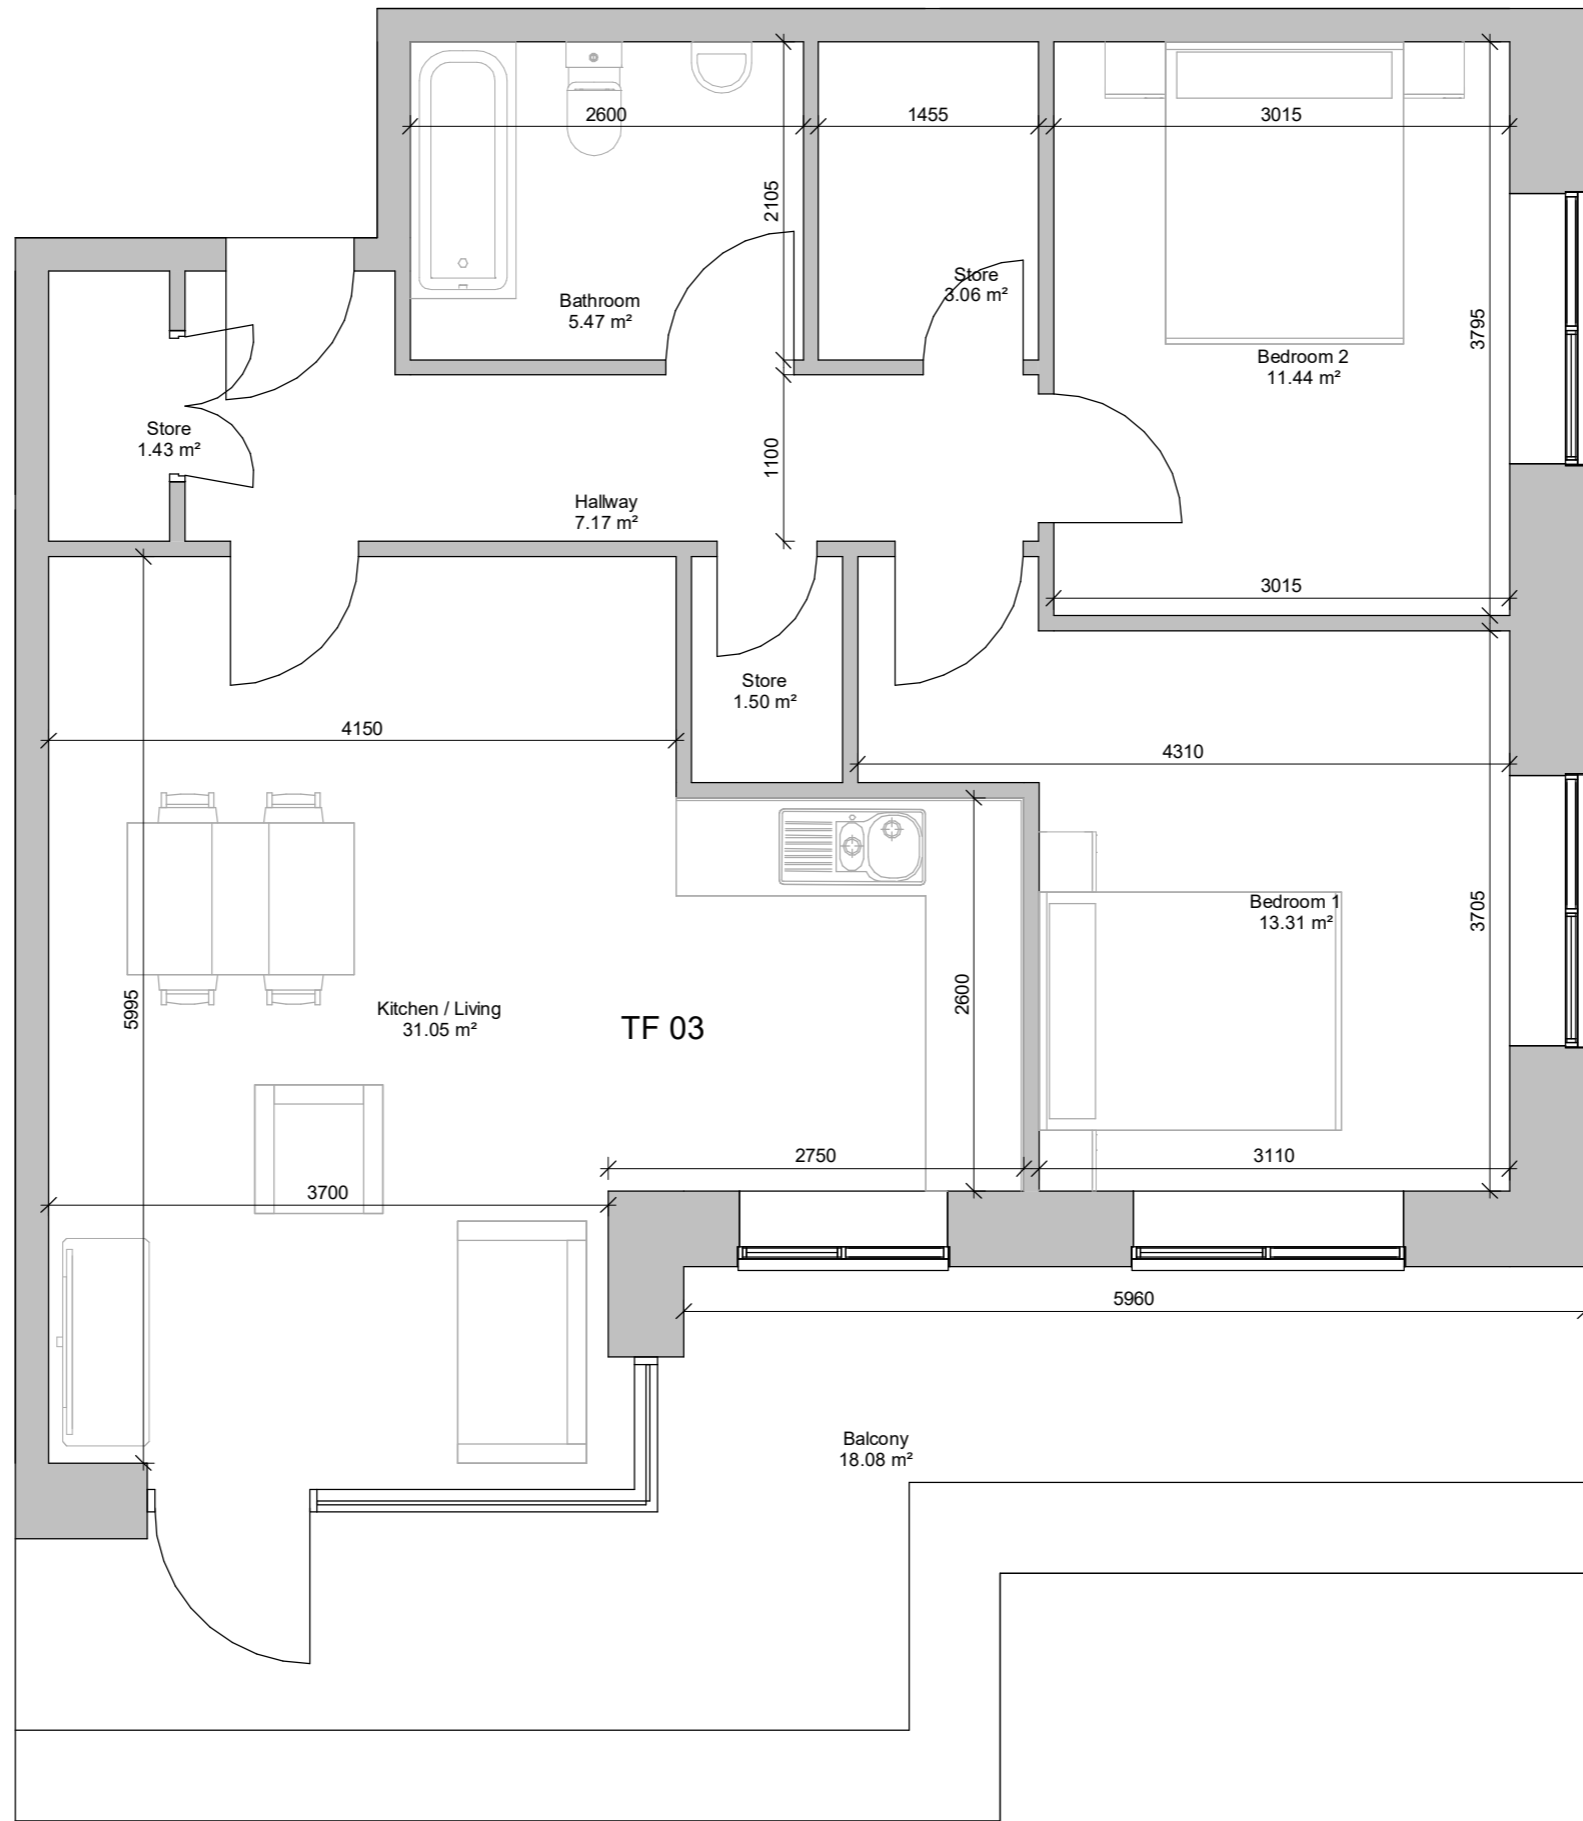 2600
1455
3015
2105
Store
3.06 m²
Bathroom
5.47 m²
3795
Bedroom 2
11.44 m²
Store
1.43 m²
1100
Hallway
7.17 m²
3015
Store
1.50 m²
4150
4310
Bedroom 1
13.31 m²
3705
5995
Kitchen / Living
31.05 m²
TF 03
2600
2750
3110
3700
5960
Balcony
18.08 m²